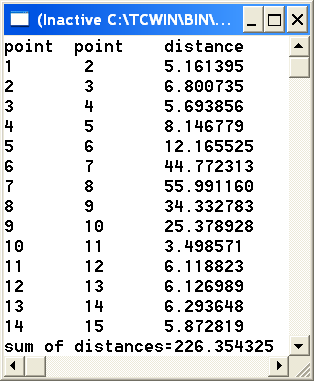 (Inactive C:\TCWIN\BIN\...
point point distance
1 2 5.161395
2 3 6.800735
3 4 5.693856
4 5 8.146779
5 6 12.165525
6 7 44.772313
7 8 55.991160
8 9 34.332783
9 10 25.378928
10 11 3.498571
11 12 6.118823
12 13 6.126989
13 14 6.293648
14 15 5.872819
sum of distances=226.354325